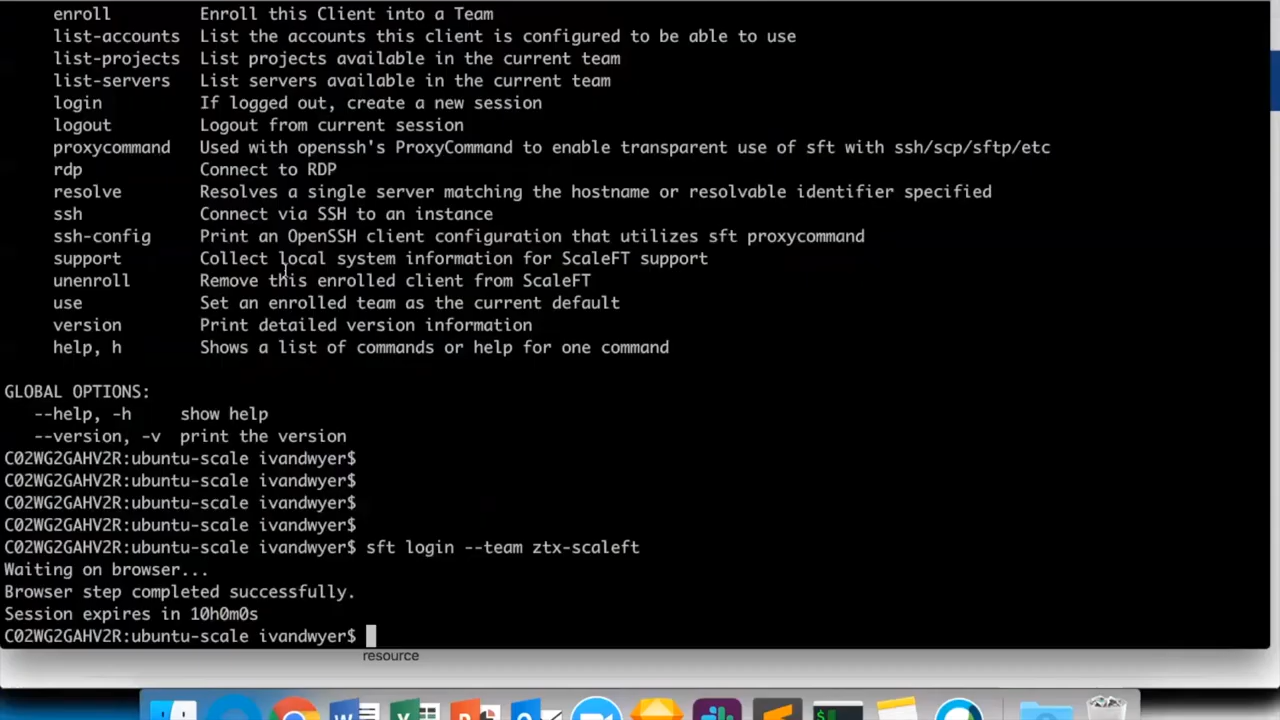 enroll Enroll this Client into a Team
list-accounts List the accounts this client is configured to be able to use
list-projects List projects available in the current team
list-servers List servers available in the current team
login If logged out, create a new session
logout Logout from current session
proxycommand Used with openssh's ProxyCommand to enable transparent use of sft with ssh/scp/sftp/etc
rdp Connect to RDP
resolve Resolves a single server matching the hostname or resolvable identifier specified
ssh Connect via SSH to an instance
ssh-config Print an OpenSSH client configuration that utilizes sft proxycommand
support Collect local system information for ScaleFT support
unenroll Remove this enrolled client from ScaleFT
use Set an enrolled team as the current default
version Print detailed version information
help, h Shows a list of commands or help for one command
GLOBAL OPTIONS:
--help, -h show help
--version, -v print the version
C02WG2GAHV2R:ubuntu-scale ivandwyer$
C02WG2GAHV2R:ubuntu-scale ivandwyer$
C02WG2GAHV2R:ubuntu-scale ivandwyer$
C02WG2GAHV2R:ubuntu-scale ivandwyer$
C02WG2GAHV2R:ubuntu-scale ivandwyer$ sft login --team ztx-scaleft
Waiting on browser...
Browser step completed successfully.
Session expires in 10h0m0s
C02WG2GAHV2R:ubuntu-scale ivandwyer$
resource